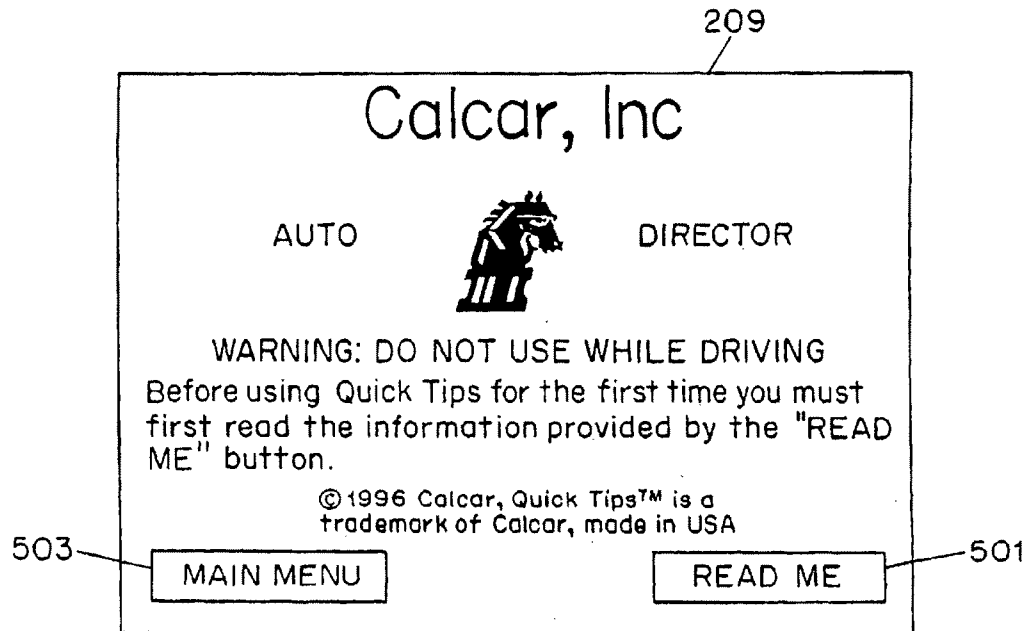 209
Calcar, Inc
AUTO DIRECTOR
WARNING: DO NOT USE WHILE DRIVING
Before using Quick Tips for the first time you must
first read the information provided by the "READ
ME" button.
©1996 Calcar, Quick Tips™ is a
trademark of Calcar, made in USA
503 MAIN MENU READ ME 501